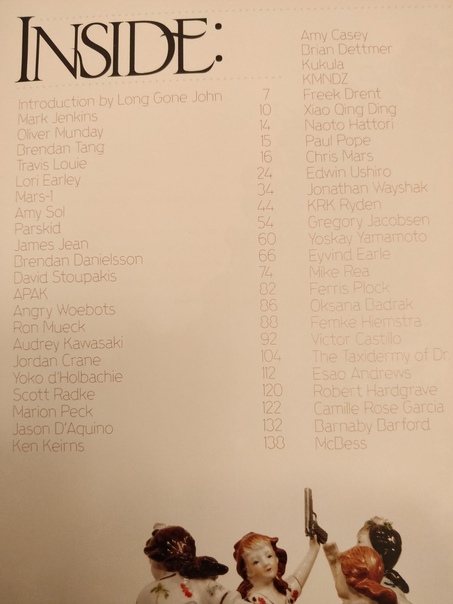 INSIDE:
Introduction by Long Gone John 7
Mark Jenkins 10
Oliver Munday 14
Brendan Tang 15
Travis Louie 16
Lori Earley 24
Mars-1 34
Amy Sol 44
Parskid 54
James Jean 60
Brendan Danielsson 66
David Stoupakis 74
APAK 82
Angry Woebots 86
Ron Mueck 88
Audrey Kawasaki 92
Jordan Crane 104
Yoko d'Holbachie 112
Scott Radke 120
Marion Peck 122
Jason D'Aquino 132
Ken Keirns 138
Amy Casey
Brian Dettmer
Kukula
KMNDZ
Freek Drent
Xiao Qing Ding
Naoto Hattori
Paul Pope
Chris Mars
Edwin Ushiro
Jonathan Wayshak
KRK Ryden
Gregory Jacobsen
Yoskay Yamamoto
Eyvind Earle
Mike Rea
Ferris Plock
Oksana Badrak
Femke Hiemstra
Victor Castillo
The Taxidermy of Dr
Esao Andrews
Robert Hardgrave
Camille Rose Garcia
Barnaby Barford
McBess